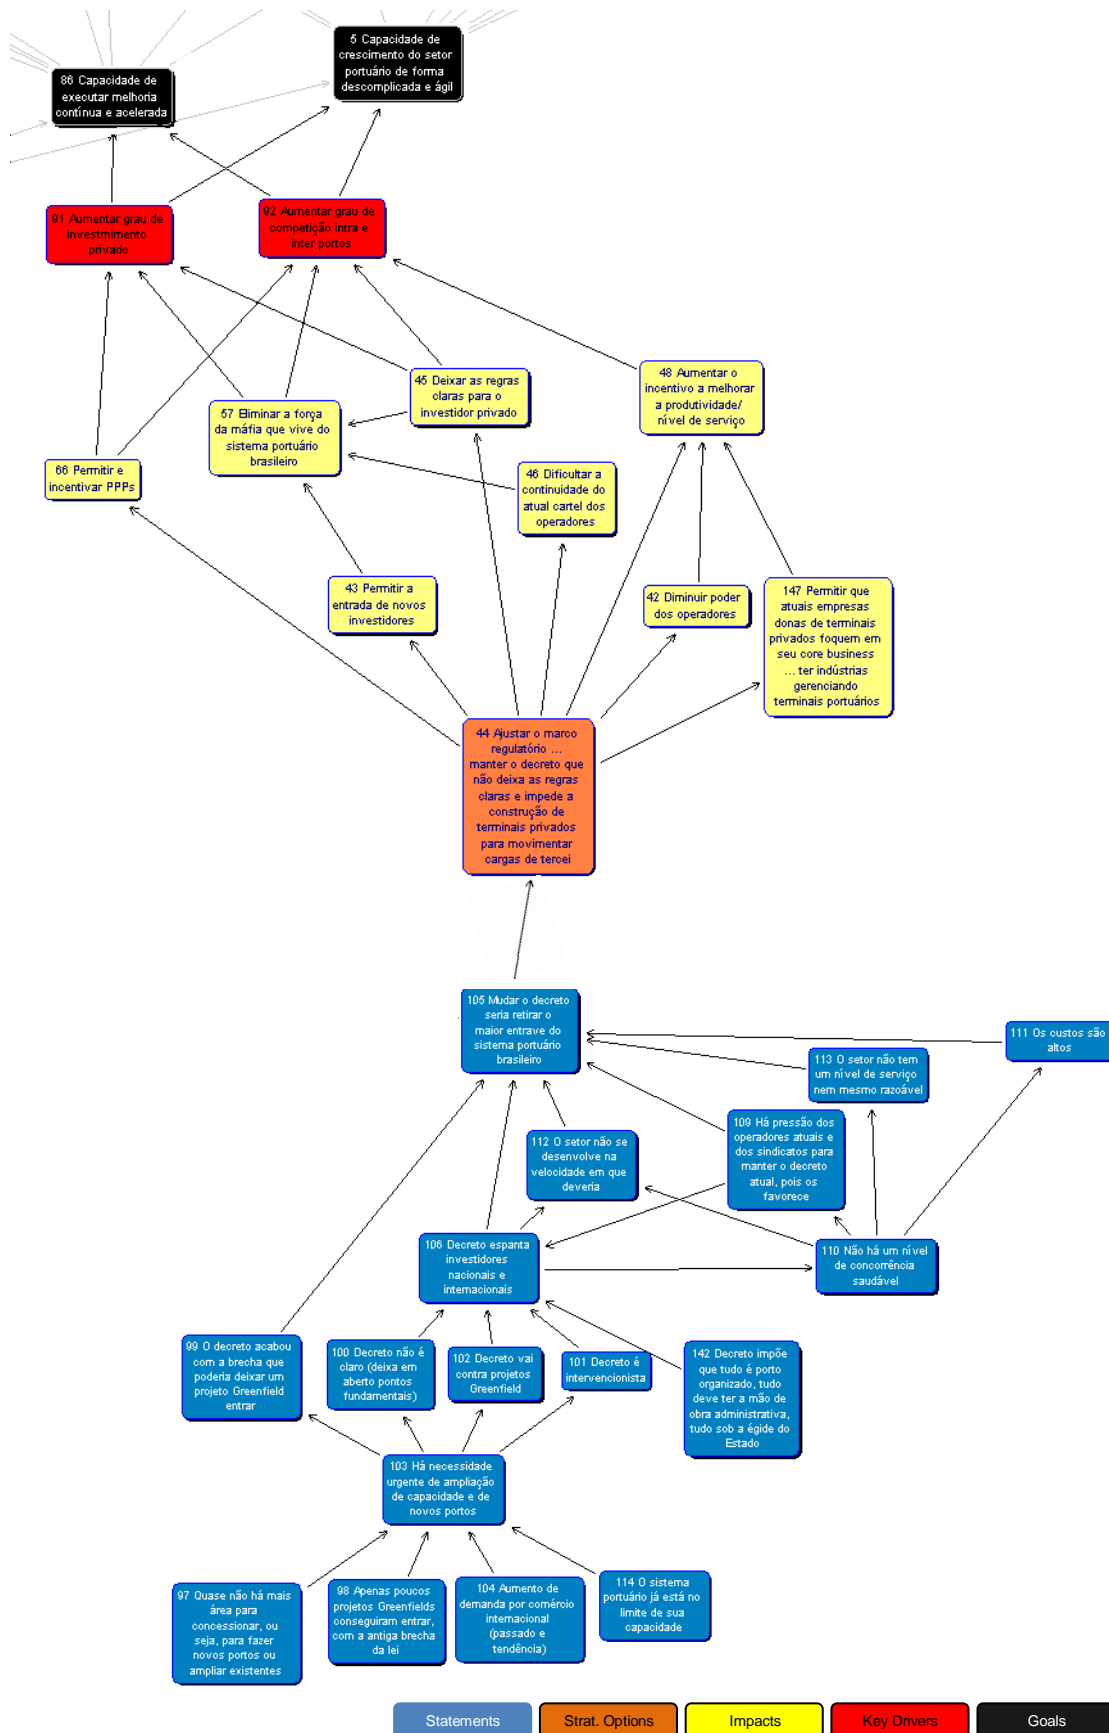 5 Capacidade de
crescimento do setor
portuário de forma
descomplicada e ágil
86 Capacidade de
executar melhoria
contínua e acelerada
91 Aumentar grau de
investmimento
privado
92 Aumentar grau de
competição intra e
inter portos
45 Deixar as regras
claras para o
investidor privado
48 Aumentar o
incentivo a melhorar
a produtividade/
nível de serviço
57 Eliminar a força
da máfia que vive do
sistema portuário
brasileiro
66 Permitir e
incentivar PPPs
46 Dificultar a
continuidade do
atual cartel dos
operadores
43 Permitir a
entrada de novos
investidores
42 Diminuir poder
dos operadores
147 Permitir que
atuais empresas
donas de terminais
privados foquem em
seu core business
... ter indústrias
gerenciando
terminais portuários
44 Ajustar o marco
regulatório ...
manter o decreto que
não deixa as regras
claras e impede a
construção de
terminais privados
para movimentar
cargas de tercei
105 Mudar o decreto
seria retirar o
maior entrave do
sistema portuário
brasileiro
111 Os custos são
altos
113 O setor não tem
um nível de serviço
nem mesmo razoável
109 Há pressão dos
operadores atuais e
dos sindicatos para
manter o decreto
atual, pois os
favorece
112 O setor não se
desenvolve na
velocidade em que
deveria
106 Decreto espanta
investidores
nacionais e
internacionais
110 Não há um nível
de concorrência
saudável
99 O decreto acabou
com a brecha que
poderia deixar um
projeto Greenfield
entrar
100 Decreto não é
claro (deixa em
aberto pontos
fundamentais)
102 Decreto vai
contra projetos
Greenfield
101 Decreto é
intervencionista
142 Decreto impõe
que tudo é porto
organizado, tudo
deve ter a mão de
obra administrativa,
tudo sob a égide do
Estado
103 Há necessidade
urgente de ampliação
de capacidade e de
novos portos
97 Quase não há mais
área para
concessionar, ou
seja, para fazer
novos portos ou
ampliar existentes
98 Apenas poucos
projetos Greenfields
conseguiram entrar,
com a antiga brecha
da lei
104 Aumento de
demanda por comércio
internacional
(passado e
tendência)
114 O sistema
portuário já está no
limite de sua
capacidade
Statements
Strat. Options
Impacts
Key Drivers
Goals